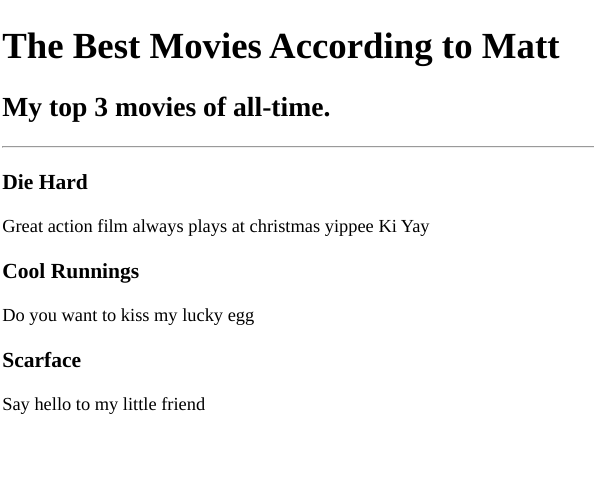 The Best Movies According to Matt
My top 3 movies of all-time.
Die Hard
Great action film always plays at christmas yippee Ki Yay
Cool Runnings
Do you want to kiss my lucky egg
Scarface
Say hello to my little friend